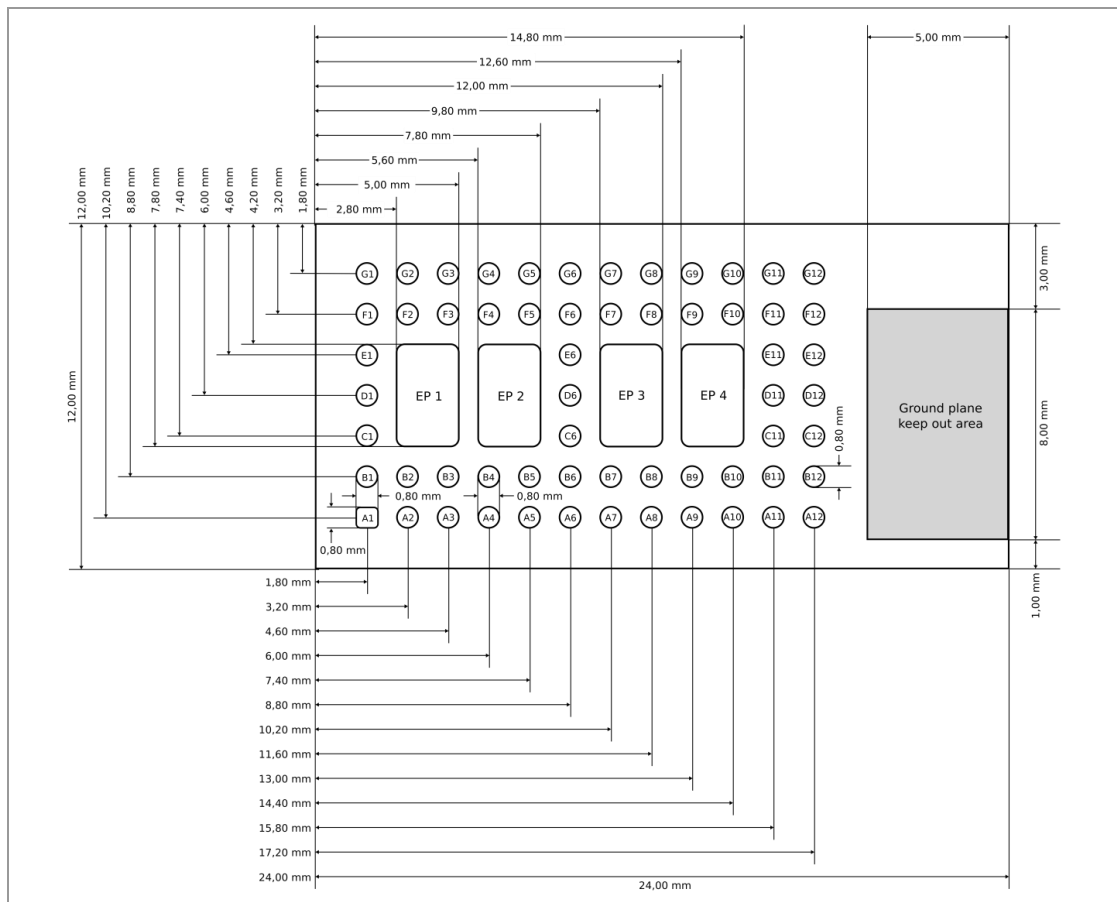 14,80 mm
5,00 mm
12,60 mm
12,00 mm
9,80 mm
7,80 mm
5,60 mm
5,00 mm
2,80 mm
12,00 mm
10,20 mm
8,80 mm
7,80 mm
7,40 mm
6,00 mm
4,60 mm
4,20 mm
3,20 mm
1,80 mm
G1 G2 G3 G4 G5 G6 G7 G8 G9 G10 G11 G12
3,00 mm
F1 F2 F3 F4 F5 F6 F7 F8 F9 F10 F11 F12
E1 E6 E11 E12
D1 EP 1 EP 2 D6 EP 3 EP 4 D11 D12
Ground plane
keep out area
12,00 mm
8,00 mm
C1 C6 C11 C12
0,80 mm
B1 B2 B3 B4 B5 B6 B7 B8 B9 B10 B11 B12
0,80 mm
0,80 mm
A1 A2 A3 A4 A5 A6 A7 A8 A9 A10 A11 A12
0,80 mm
1,00 mm
1,80 mm
3,20 mm
4,60 mm
6,00 mm
7,40 mm
8,80 mm
10,20 mm
11,60 mm
13,00 mm
14,40 mm
15,80 mm
17,20 mm
24,00 mm
24,00 mm